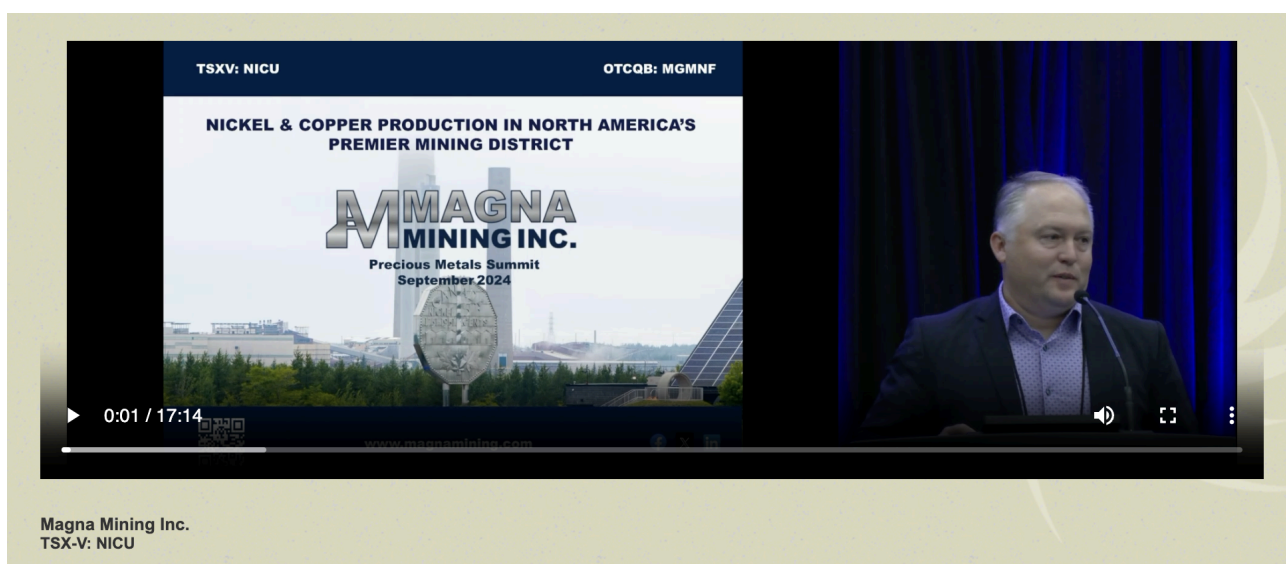 TSXV: NICU
OTCQB: MGMNF
NICKEL & COPPER PRODUCTION IN NORTH AMERICA'S
PREMIER MINING DISTRICT
MAGNA
MINING INC.
Precious Metals Summit
September 2024
0:01 / 17:14
www.magnamining.com
Magna Mining Inc.
TSX-V: NICU